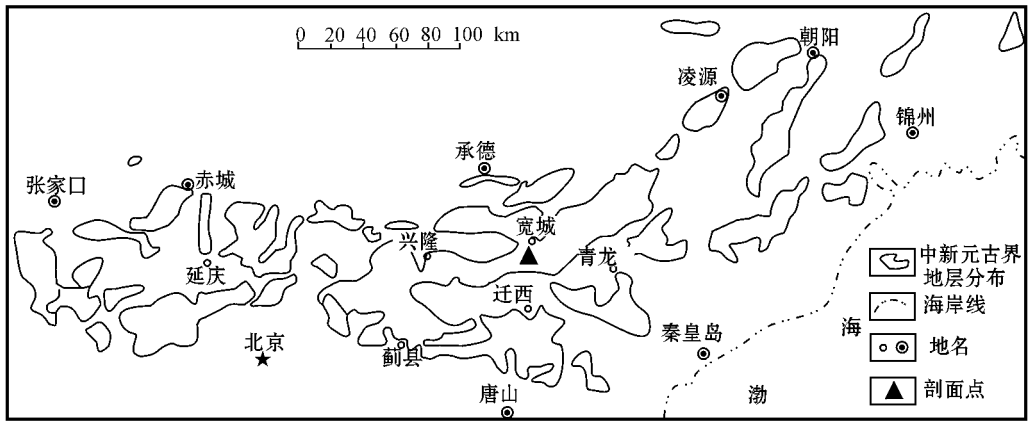 0 20 40 60 80 100 km
朝阳
凌源
锦州
承德
张家口
赤城
宽城
兴隆
青龙
延庆
迁西
北京
蓟县
秦皇岛
唐山
渤
海
中新元古界
地层分布
海岸线
地名
剖面点